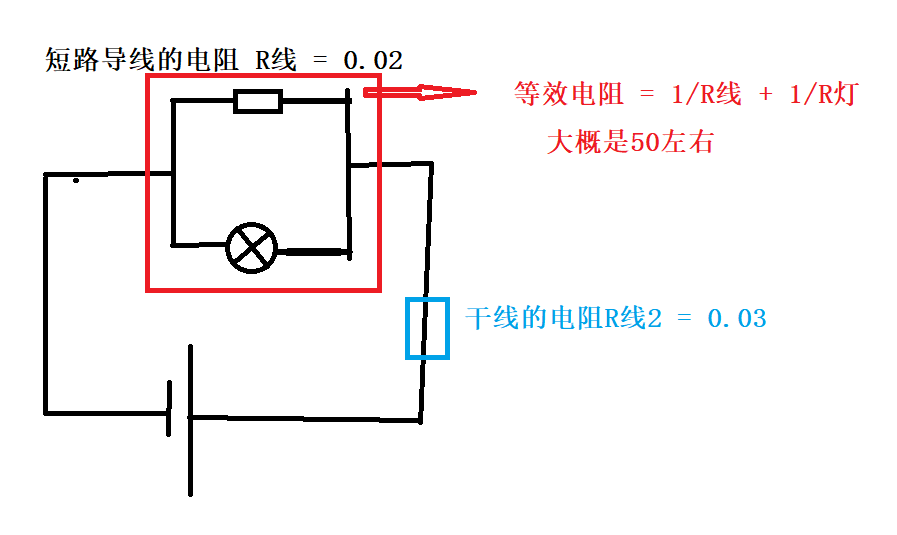 短路导线的电阻 R线 = 0.02
等效电阻 = 1/R线 + 1/R灯
大概是50左右
干线的电阻R线2 = 0.03